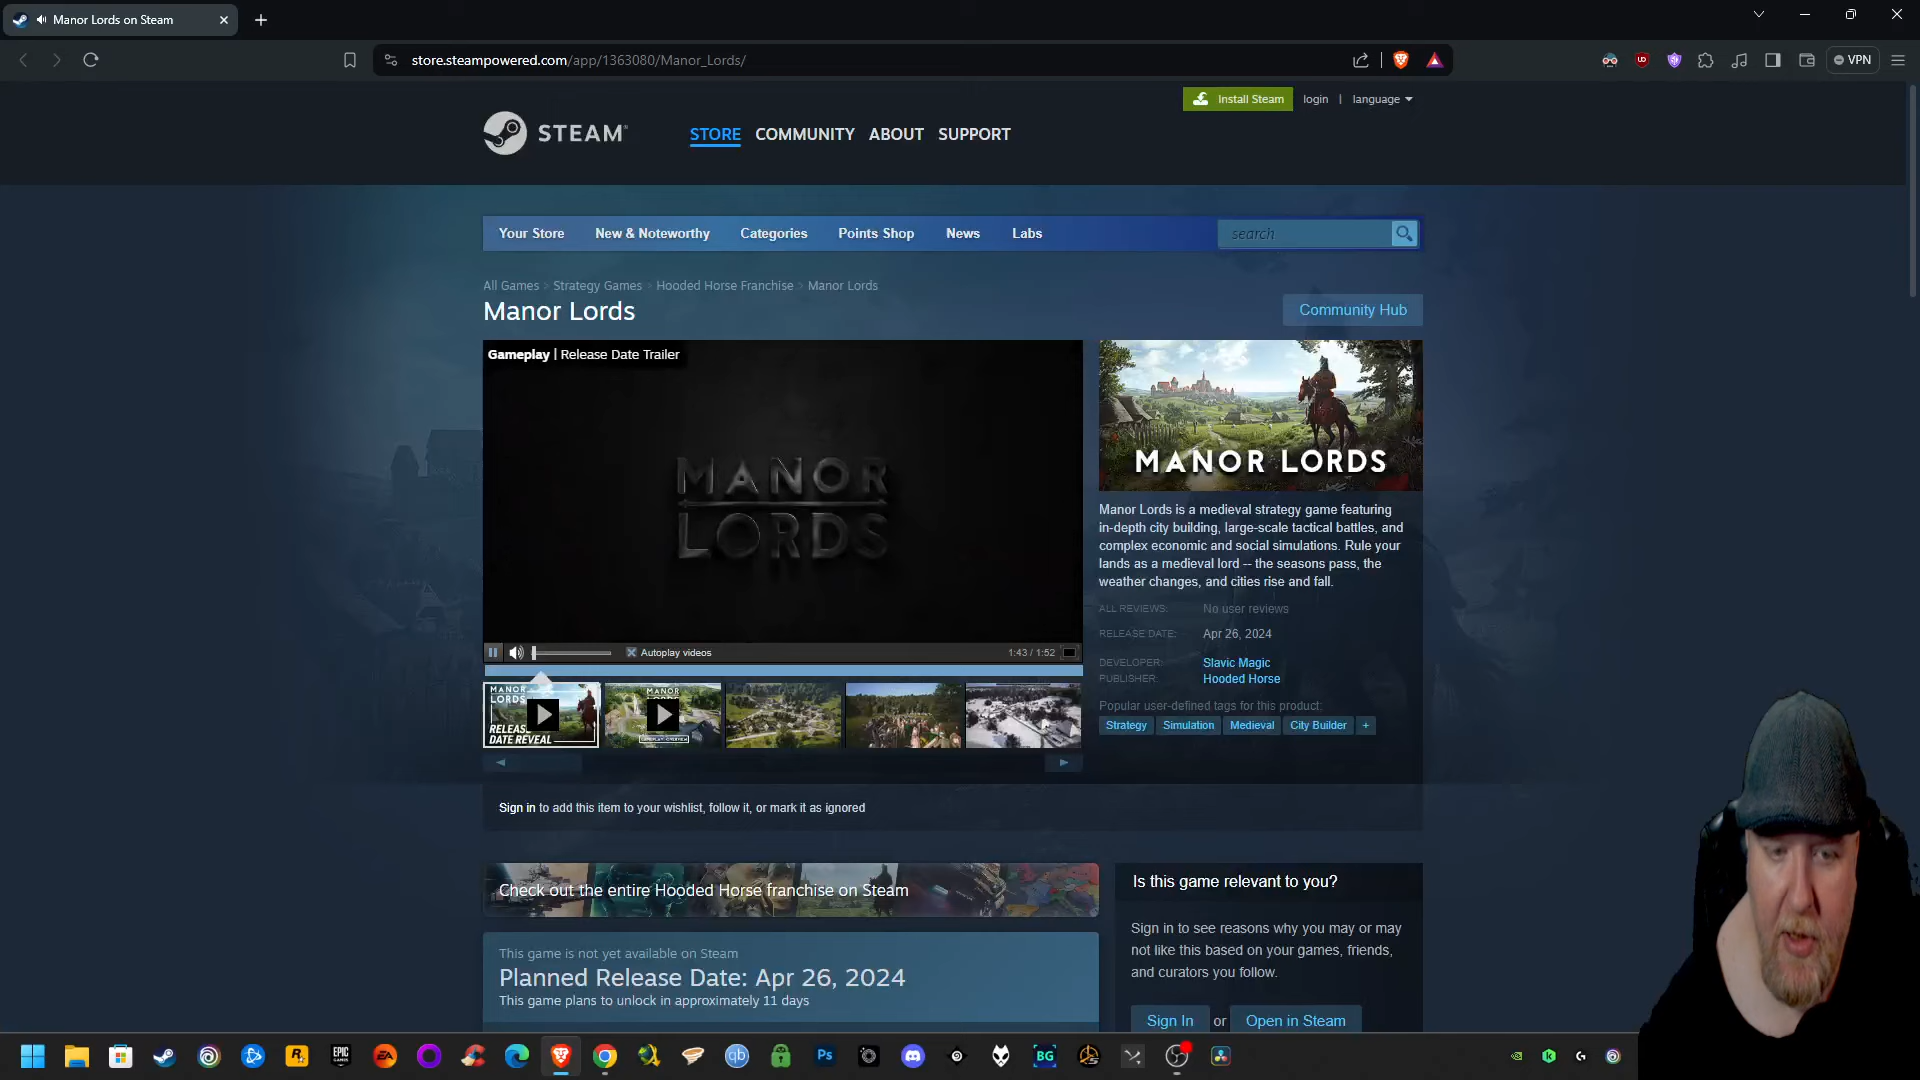 Manor Lords on Steam
store.steampowered.com/app/1363080/Manor_Lords/
VPN
Install Steam
login | language
STEAM
STORE COMMUNITY ABOUT SUPPORT
Your Store New & Noteworthy Categories Points Shop News Labs
search
All Games > Strategy Games > Hooded Horse Franchise > Manor Lords
Manor Lords
Community Hub
Gameplay | Release Date Trailer
MANOR
LORDS
MANOR LORDS
Manor Lords is a medieval strategy game featuring
in-depth city building, large-scale tactical battles, and
complex economic and social simulations. Rule your
lands as a medieval lord -- the seasons pass, the
weather changes, and cities rise and fall.
ALL REVIEWS: No user reviews
RELEASE DATE: Apr 26, 2024
DEVELOPER: Slavic Magic
PUBLISHER: Hooded Horse
Popular user-defined tags for this product:
Strategy Simulation Medieval City Builder +
Autoplay videos
1:43 / 1:52
MANOR
LORDS
RELEASE
DATE REVEAL
MANOR
LORDS
Sign in to add this item to your wishlist, follow it, or mark it as ignored
Check out the entire Hooded Horse franchise on Steam
This game is not yet available on Steam
Planned Release Date: Apr 26, 2024
This game plans to unlock in approximately 11 days
Is this game relevant to you?
Sign in to see reasons why you may or may
not like this based on your games, friends,
and curators you follow.
Sign In or Open in Steam
EPIC
GAMES
EA
qb
Ps
BG